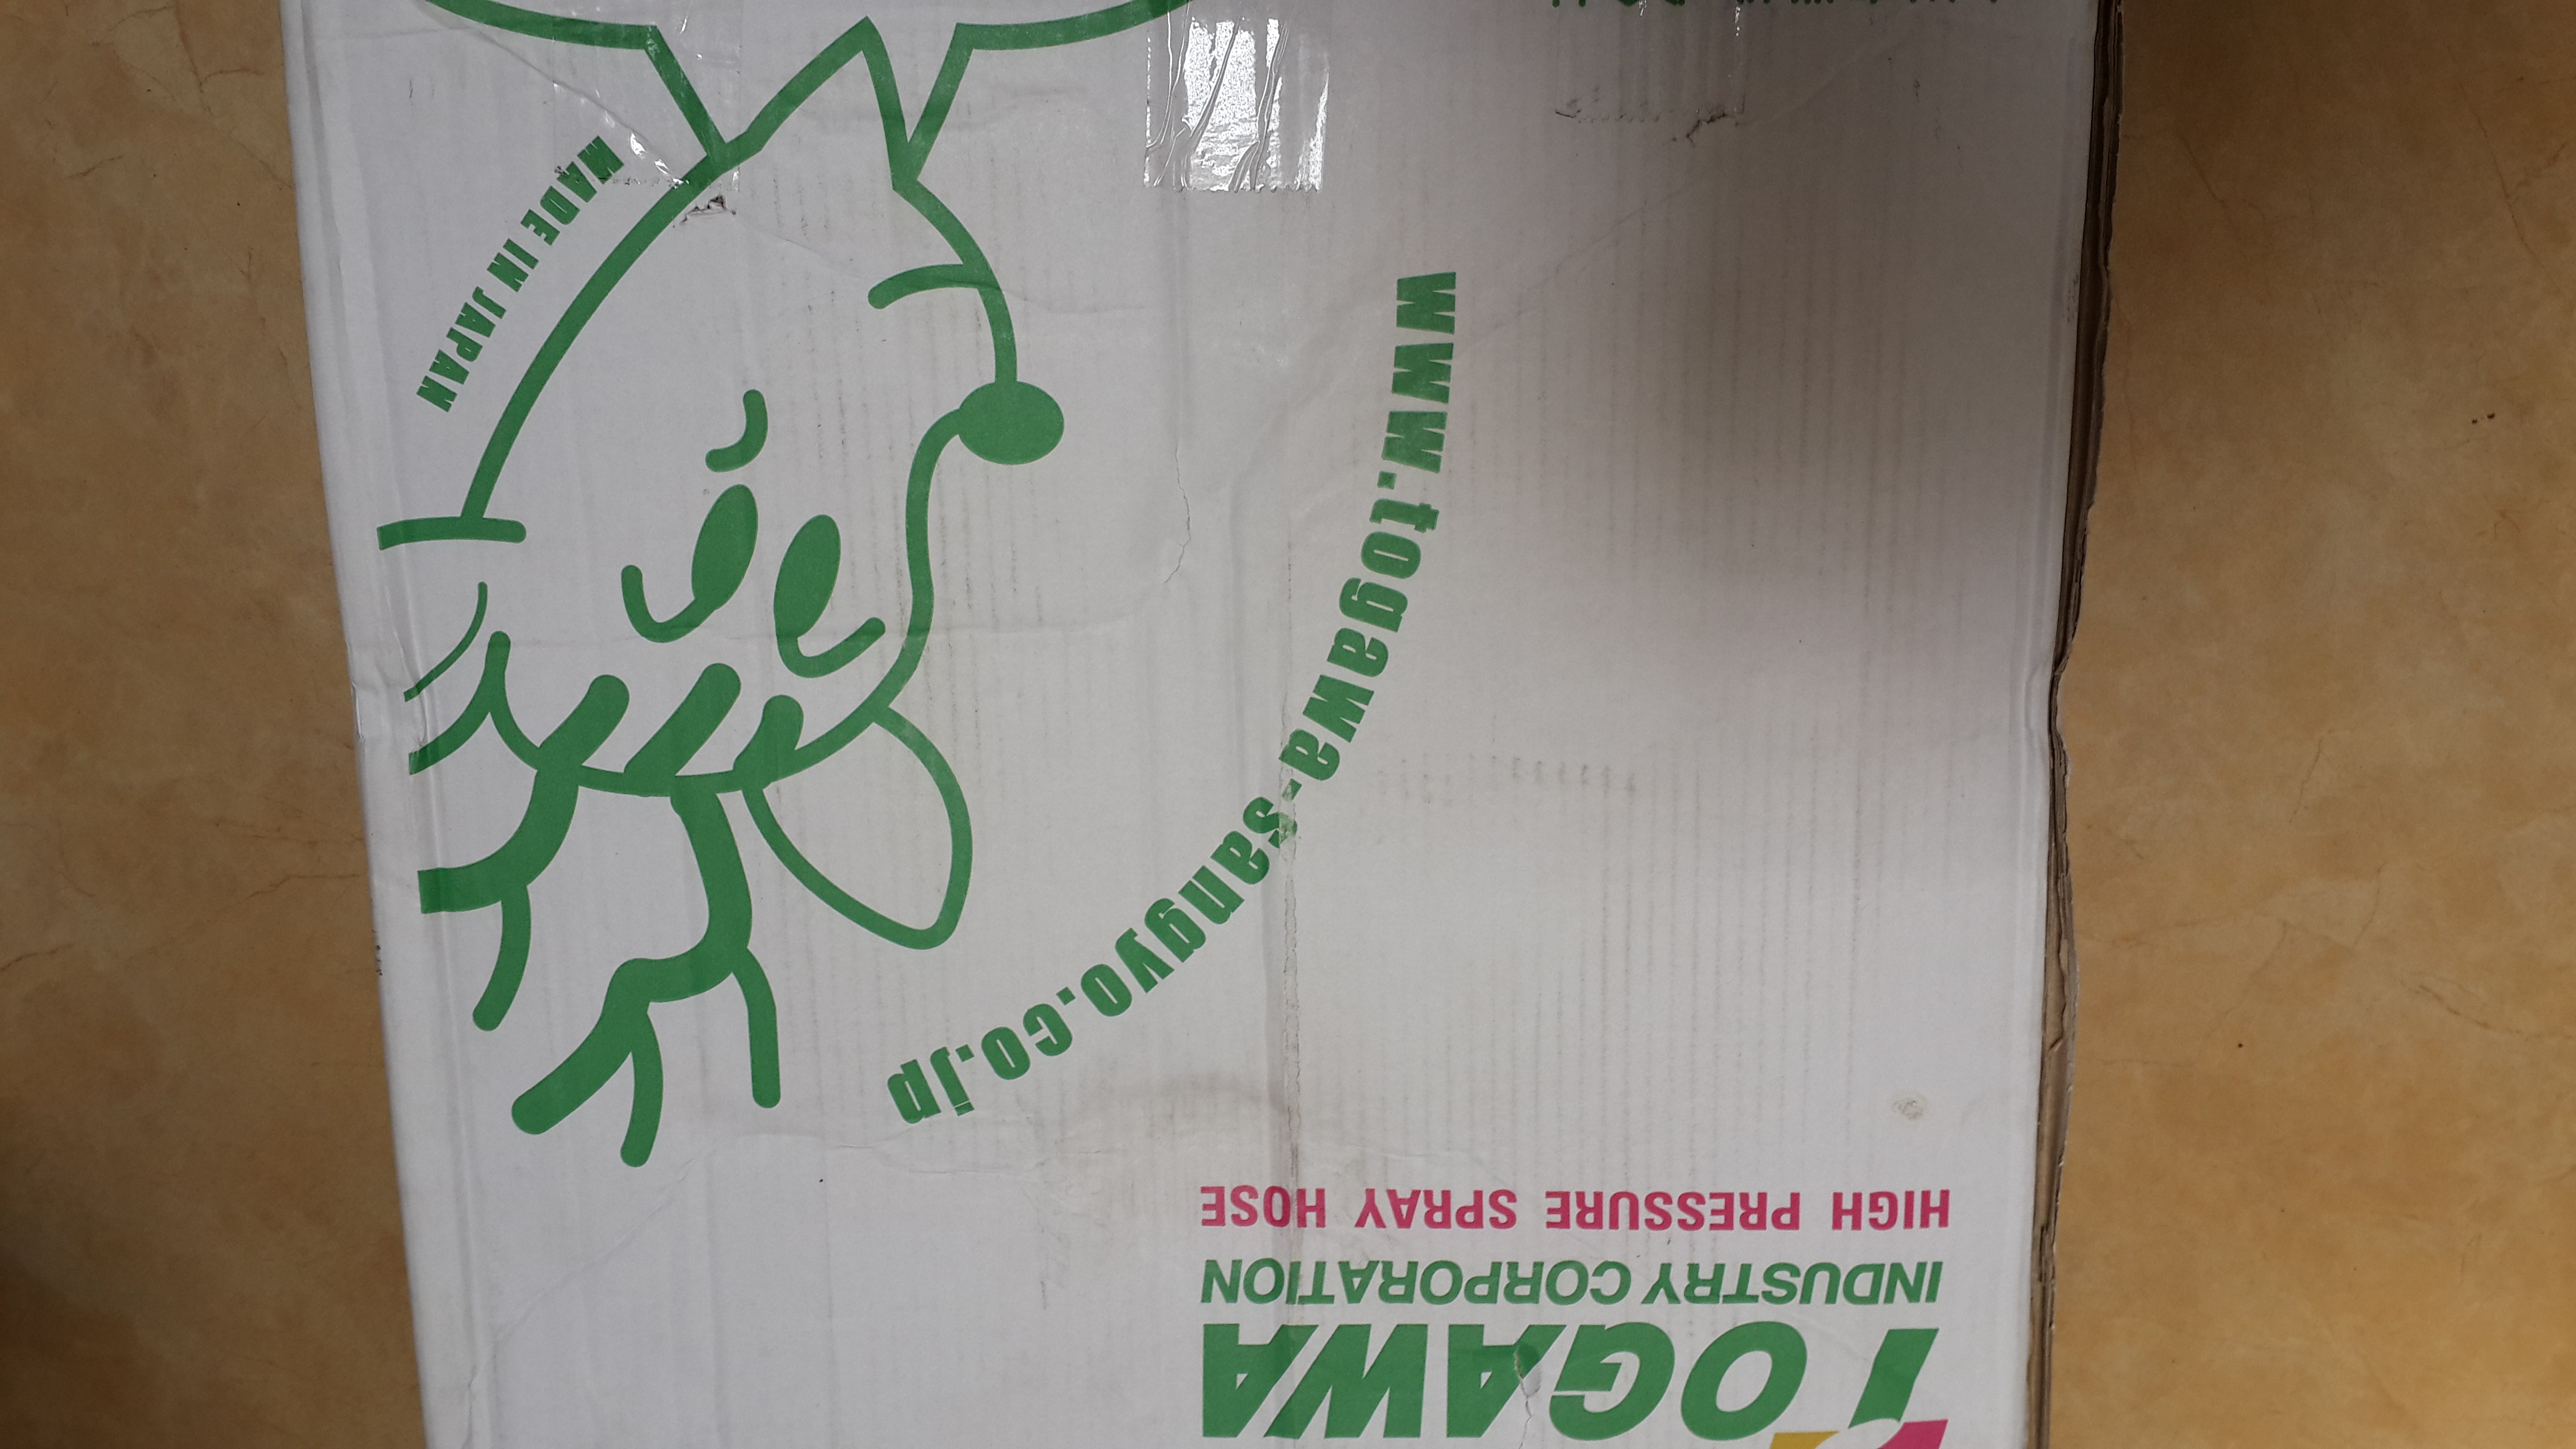 TOGAWA
INDUSTRY CORPORATION
HIGH PRESSURE SPRAY HOSE
www.togawa-sangyo.co.jp
MADE IN JAPAN